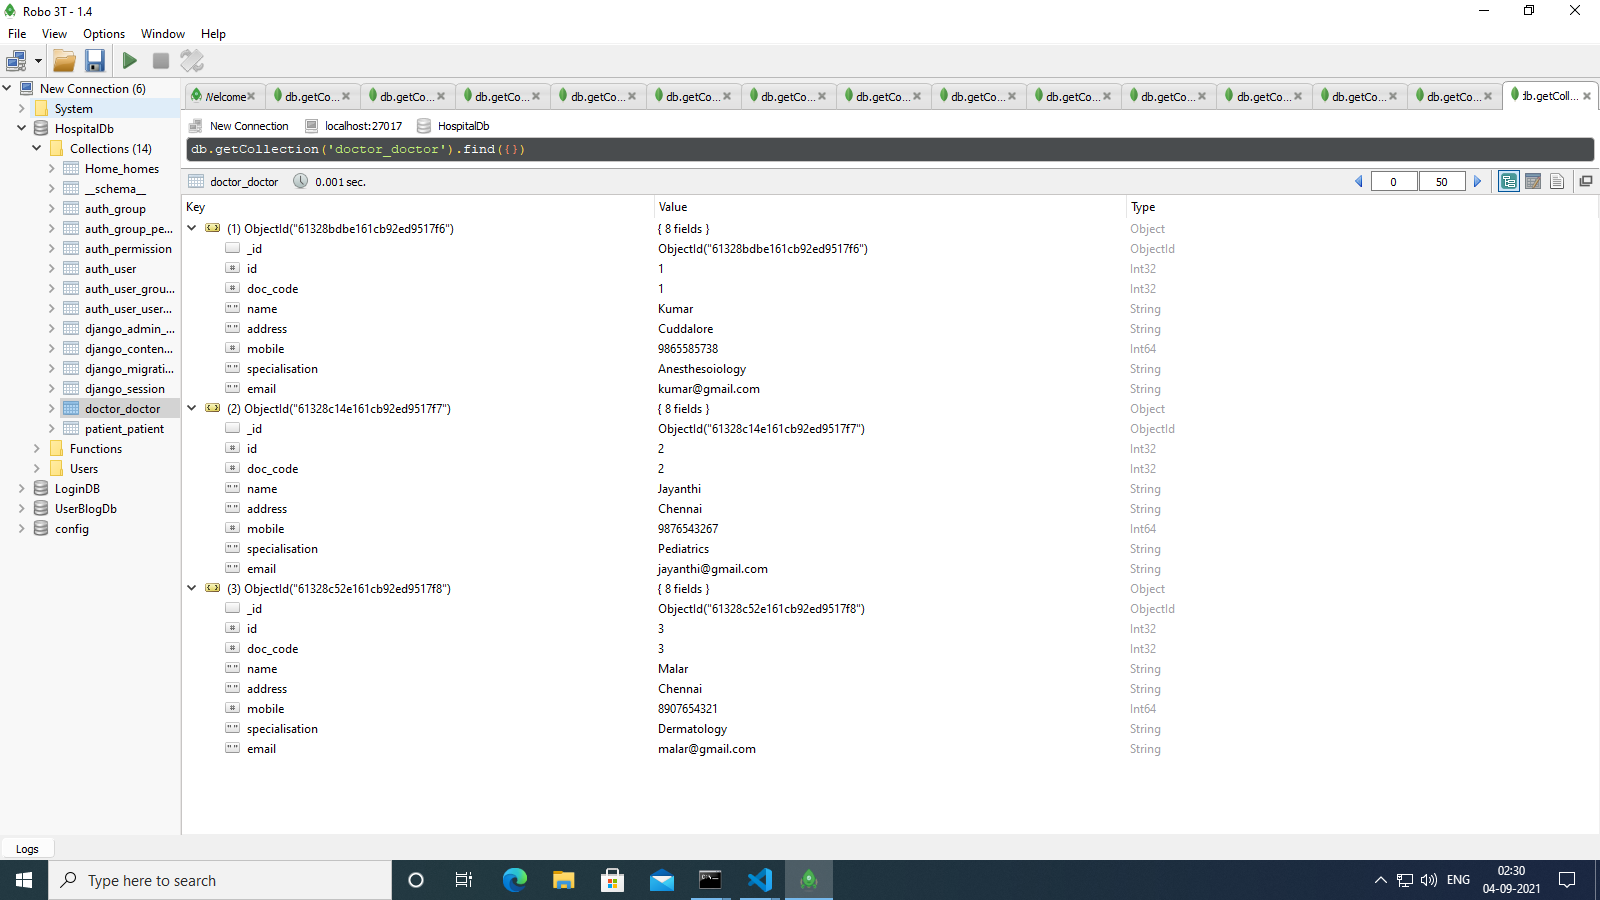 Robo 3T - 1.4
File View Options Window Help
New Connection (6)
System
HospitalDb
Collections (14)
Home_homes
__schema__
auth_group
auth_group_pe...
auth_permission
auth_user
auth_user_grou...
auth_user_user...
django_admin_...
django_conten...
django_migrati...
django_session
doctor_doctor
patient_patient
Functions
Users
LoginDB
UserBlogDb
config
Welcome db.getCo... db.getCo... db.getCo... db.getCo... db.getCo... db.getCo... db.getCo... db.getCo... db.getCo... db.getCo... db.getCo... db.getCo... db.getCo... db.getColl...
New Connection localhost:27017 HospitalDb
db.getCollection('doctor_doctor').find({})
doctor_doctor 0.001 sec. 0 50
Key Value Type
(1) ObjectId("61328bdbe161cb92ed9517f6") { 8 fields } Object
_id ObjectId("61328bdbe161cb92ed9517f6") ObjectId
# id 1 Int32
# doc_code 1 Int32
"" name Kumar String
"" address Cuddalore String
# mobile 9865585738 Int64
"" specialisation Anesthesoiology String
"" email kumar@gmail.com String
(2) ObjectId("61328c14e161cb92ed9517f7") { 8 fields } Object
_id ObjectId("61328c14e161cb92ed9517f7") ObjectId
# id 2 Int32
# doc_code 2 Int32
"" name Jayanthi String
"" address Chennai String
# mobile 9876543267 Int64
"" specialisation Pediatrics String
"" email jayanthi@gmail.com String
(3) ObjectId("61328c52e161cb92ed9517f8") { 8 fields } Object
_id ObjectId("61328c52e161cb92ed9517f8") ObjectId
# id 3 Int32
# doc_code 3 Int32
"" name Malar String
"" address Chennai String
# mobile 8907654321 Int64
"" specialisation Dermatology String
"" email malar@gmail.com String
Logs
Type here to search
ENG
02:30
04-09-2021